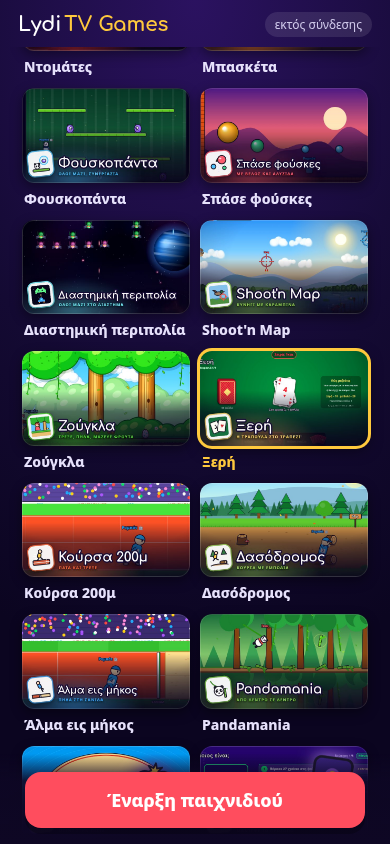 Lydi TV Games
εκτός σύνδεσης
Ντομάτες
Μπασκέτα
Φουσκοπάντα
Σπάσε φούσκες
Φουσκοπάντα
Σπάσε φούσκες
Διαστημική περιπολία
Shoot'n Map
Διαστημική περιπολία
Shoot'n Map
Ζούγκλα
Ξερή
Ζούγκλα
Ξερή
Κούρσα 200μ
Δασόδρομος
Κούρσα 200μ
Δασόδρομος
Άλμα εις μήκος
Pandamania
Άλμα εις μήκος
Pandamania
Έναρξη παιχνιδιού